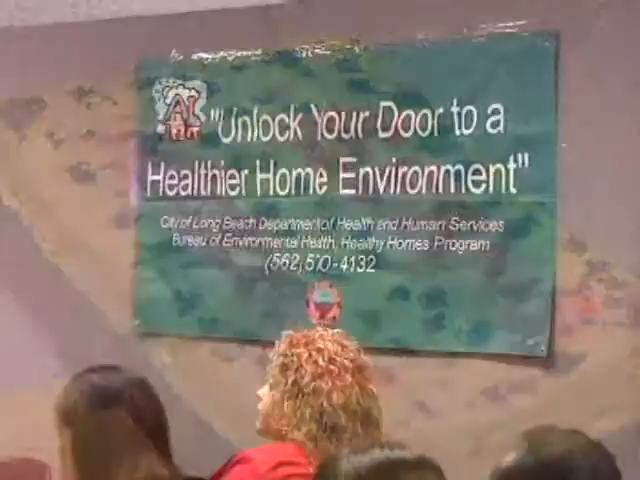 "Unlock Your Door to a
Healthier Home Environment"
City of Long Beach Department of Health and Human Services
Bureau of Environmental Health, Healthy Homes Program
(562) 570-4132